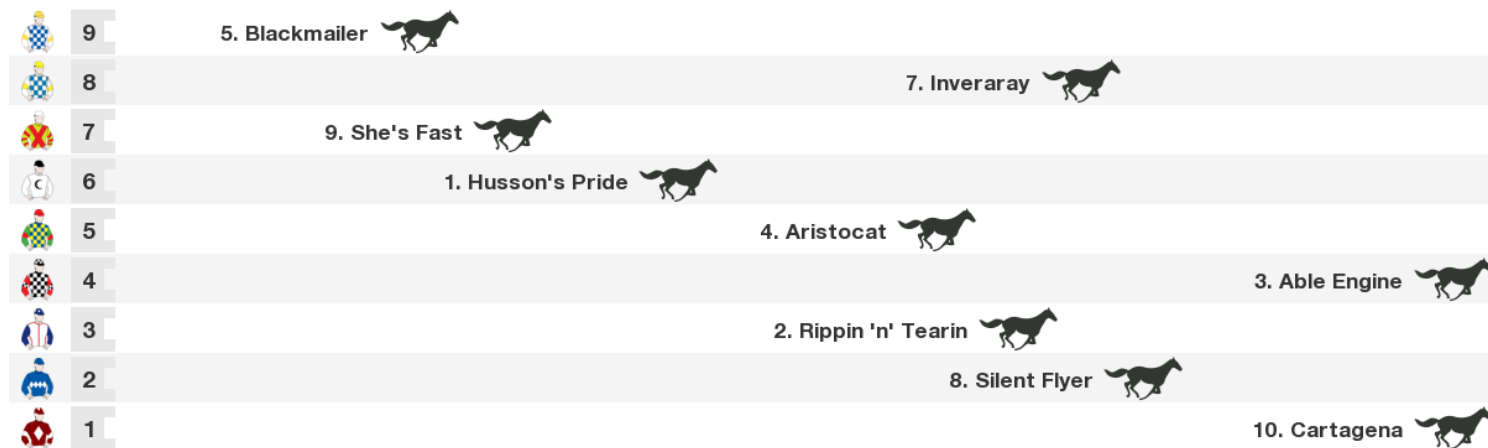 9 5. Blackmailer
8 7. Inveraray
7 9. She's Fast
6 1. Husson's Pride
5 4. Aristocat
4 3. Able Engine
3 2. Rippin 'n' Tearin
2 8. Silent Flyer
1 10. Cartagena